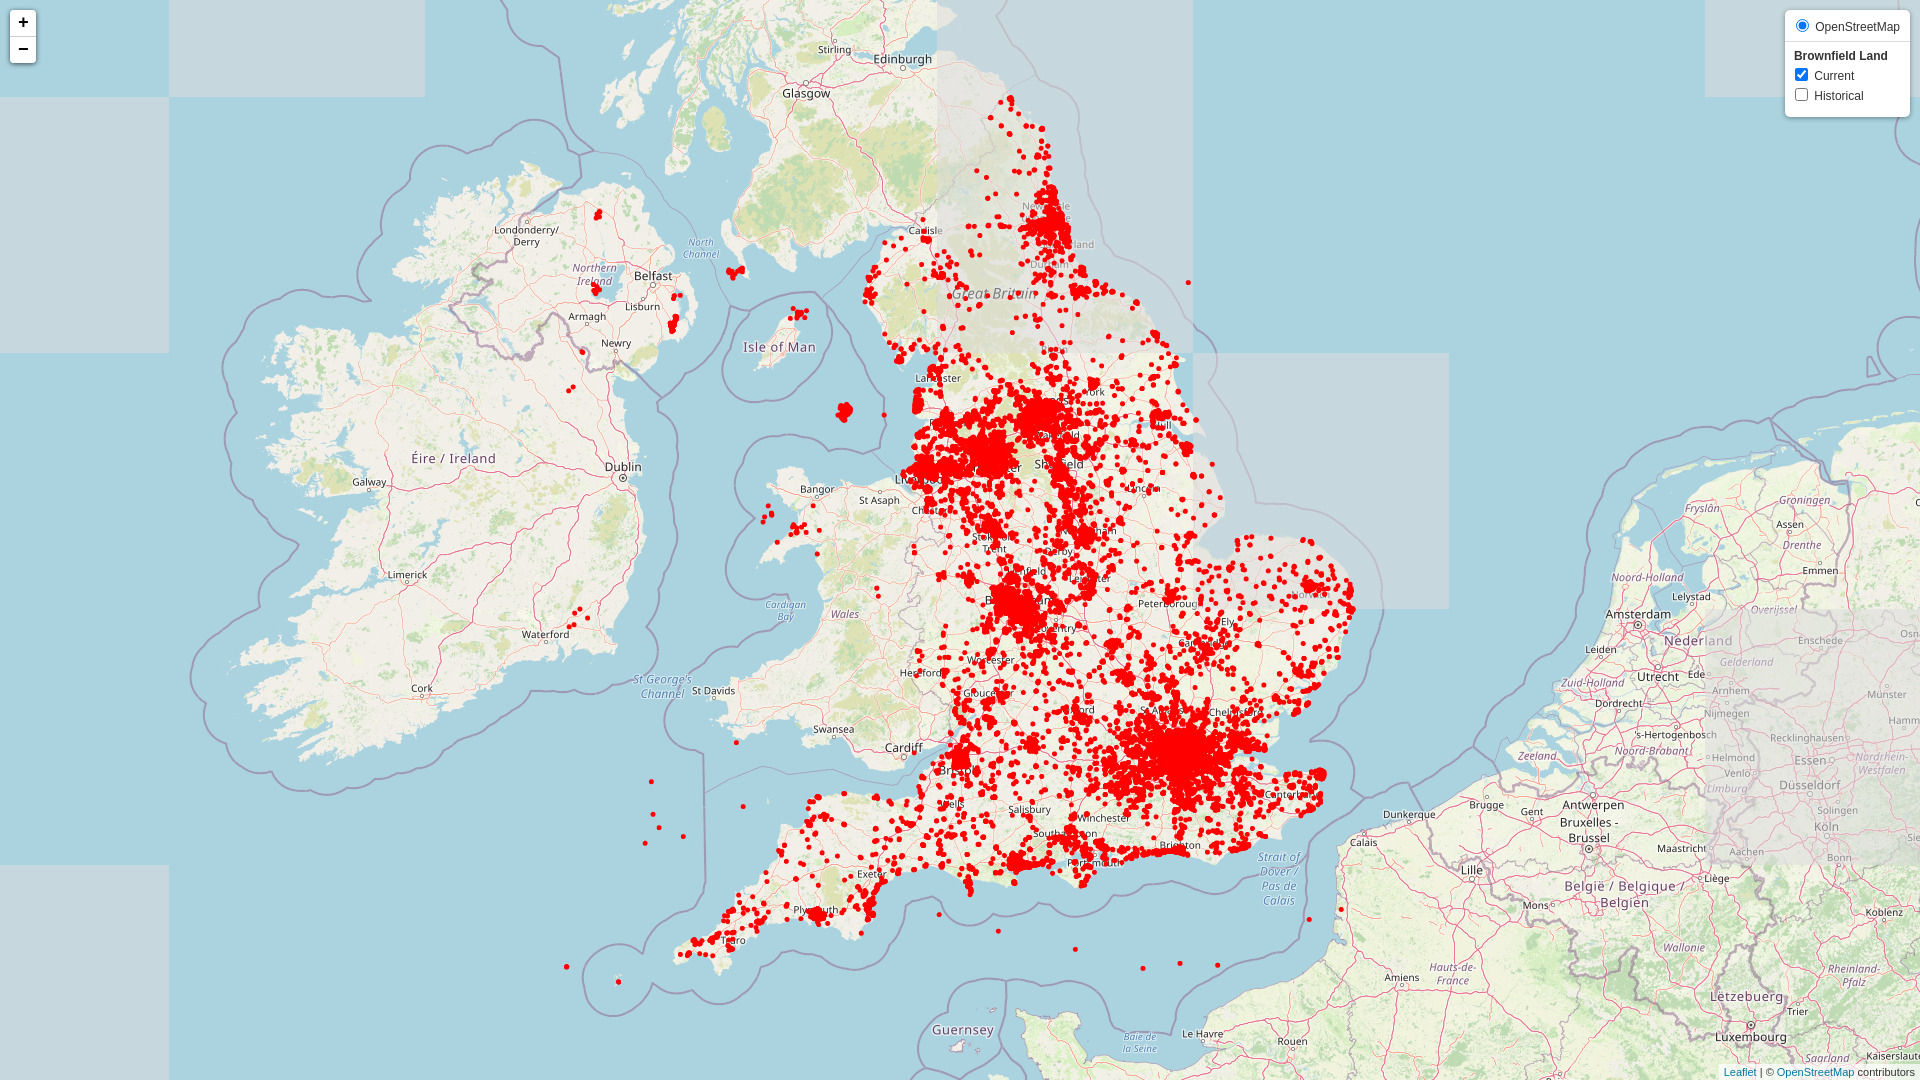 +
−
OpenStreetMap
Brownfield Land
Current
Historical
Stirling
Edinburgh
Glasgow
Londonderry/
Derry
North
Channel
Carlisle
Northern
Ireland
Belfast
Lisburn
Great Britain
Armagh
Newry
Isle of Man
Lancaster
York
Éire / Ireland
Dublin
Galway
Bangor
St Asaph
Sheffield
Lincoln
Limerick
Derby
Leicester
Peterborough
Ely
Cardigan
Bay
Wales
Waterford
Worcester
Hereford
Cork
St George's
Channel
St Davids
Gloucester
Chelmsford
Swansea
Cardiff
Bristol
Wells
Salisbury
Winchester
Southampton
Portsmouth
Brighton
Canterbury
Exeter
Plymouth
Truro
Strait of
Dover /
Pas de
Calais
Guernsey
Baie de
la Seine
Le Havre
Rouen
Amiens
Hauts-de-
France
Calais
Dunkerque
Lille
Brugge
Gent
Antwerpen
Bruxelles -
Brussel
Maastricht
Aachen
Liège
België / Belgique /
Belgien
Mons
Wallonie
Lëtzebuerg
Luxembourg
Trier
Saarland
Koblenz
Rheinland-
Pfalz
Bonn
Köln
Solingen
Düsseldorf
Essen
Recklinghausen
Nordrhein-
Westfalen
Münster
Groningen
Fryslân
Assen
Drenthe
Emmen
Noord-Holland
Lelystad
Amsterdam
Overijssel
Enschede
Nederland
Leiden
Gelderland
Utrecht
Ede
Arnhem
Zuid-Holland
Dordrecht
Nijmegen
's-Hertogenbosch
Noord-Brabant
Zeeland
Helmond
Venlo
Limburg
Leaflet | © OpenStreetMap contributors